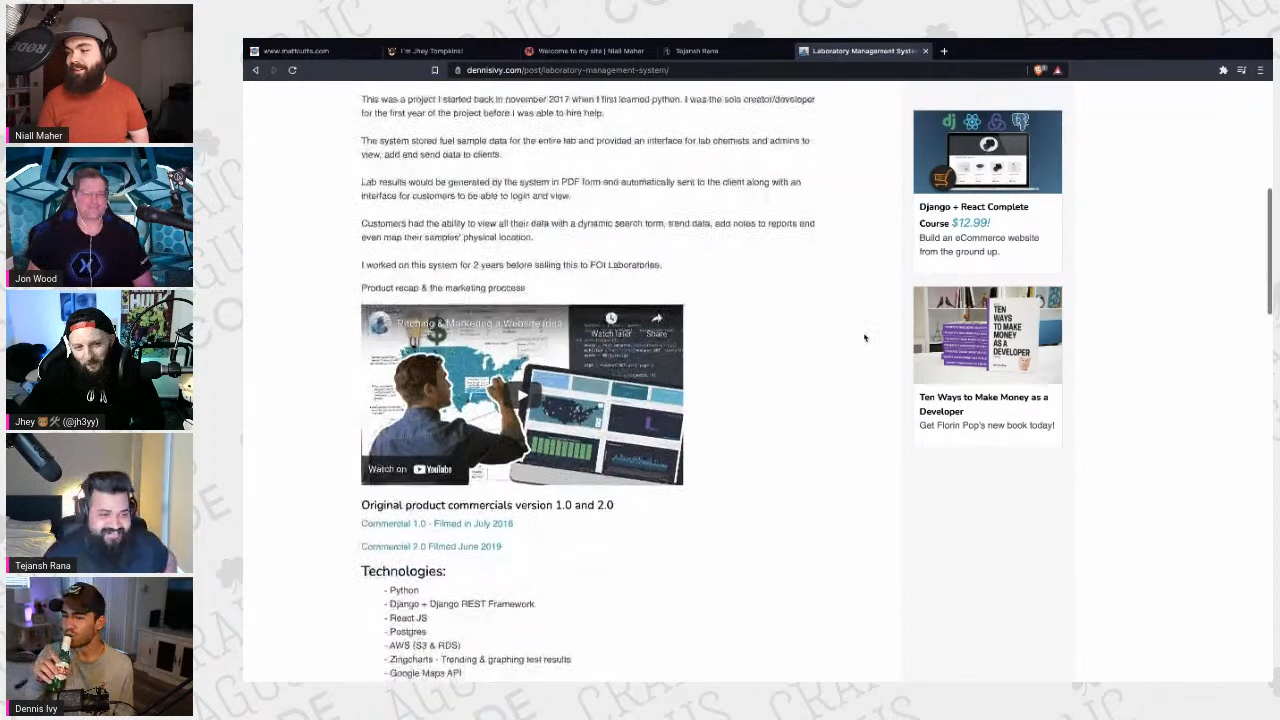 Niall Maher
Jon Wood
Jhey 🐻🛠 (@jh3yy)
Tejansh Rana
Dennis Ivy
www.mattcutts.com
I'm Jhey Tompkins!
Welcome to my site | Niall Maher
Tejansh Rana
Laboratory Management Syste
dennisivy.com/post/laboratory-management-system/
This was a project I started back in november 2017 when I first learned python. I was the sole creator/developer
for the first year of the project before I was able to hire help.
The system stored fuel sample data for the entire lab and provided an interface for lab chemists and admins to
view, add and send data to clients.
Lab results would be generated by the system in PDF form and automatically sent to the client along with an
interface for customers to be able to login and view.
Customers had the ability to view all their data with a dynamic search form, trend data, add notes to reports and
even map their samples' physical location.
I worked on this system for 2 years before selling this to FOI Laboratories.
Product recap & the marketing process
Pitching & Marketing a Website Idea
Watch later
Share
Watch on YouTube
Original product commercials version 1.0 and 2.0
Commercial 1.0 - Filmed in July 2018
Commercial 2.0 Filmed June 2019
Technologies:
- Python
- Django + Django REST Framework
- React JS
- Postgres
- AWS (S3 & RDS)
- Zingcharts - Trending & graphing test results
- Google Maps API
dj
Django + React Complete
Course $12.99!
Build an eCommerce website
from the ground up.
TEN
WAYS
TO MAKE
MONEY
AS A
DEVELOPER
Ten Ways to Make Money as a
Developer
Get Florin Pop's new book today!